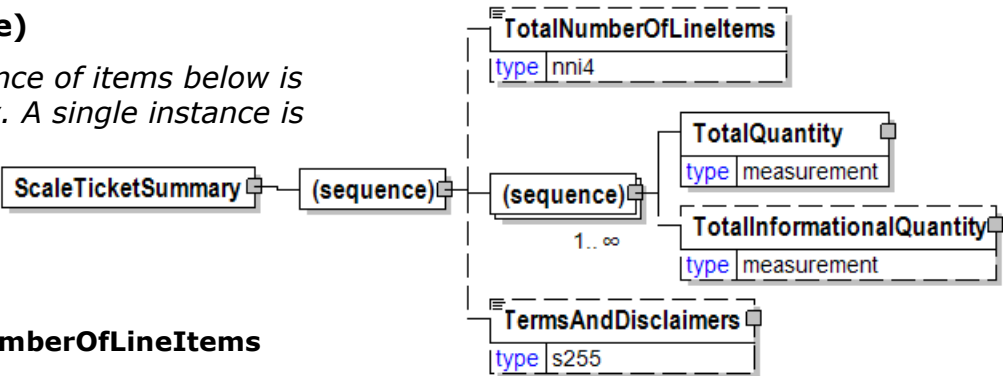 e)
nce of items below is
. A single instance is
TotalNumberOfLineItems
type nni4
ScaleTicketSummary
(sequence)
(sequence)
1..∞
TotalQuantity
type measurement
TotalInformationalQuantity
type measurement
TermsAndDisclaimers
type s255
mberOfLineItems